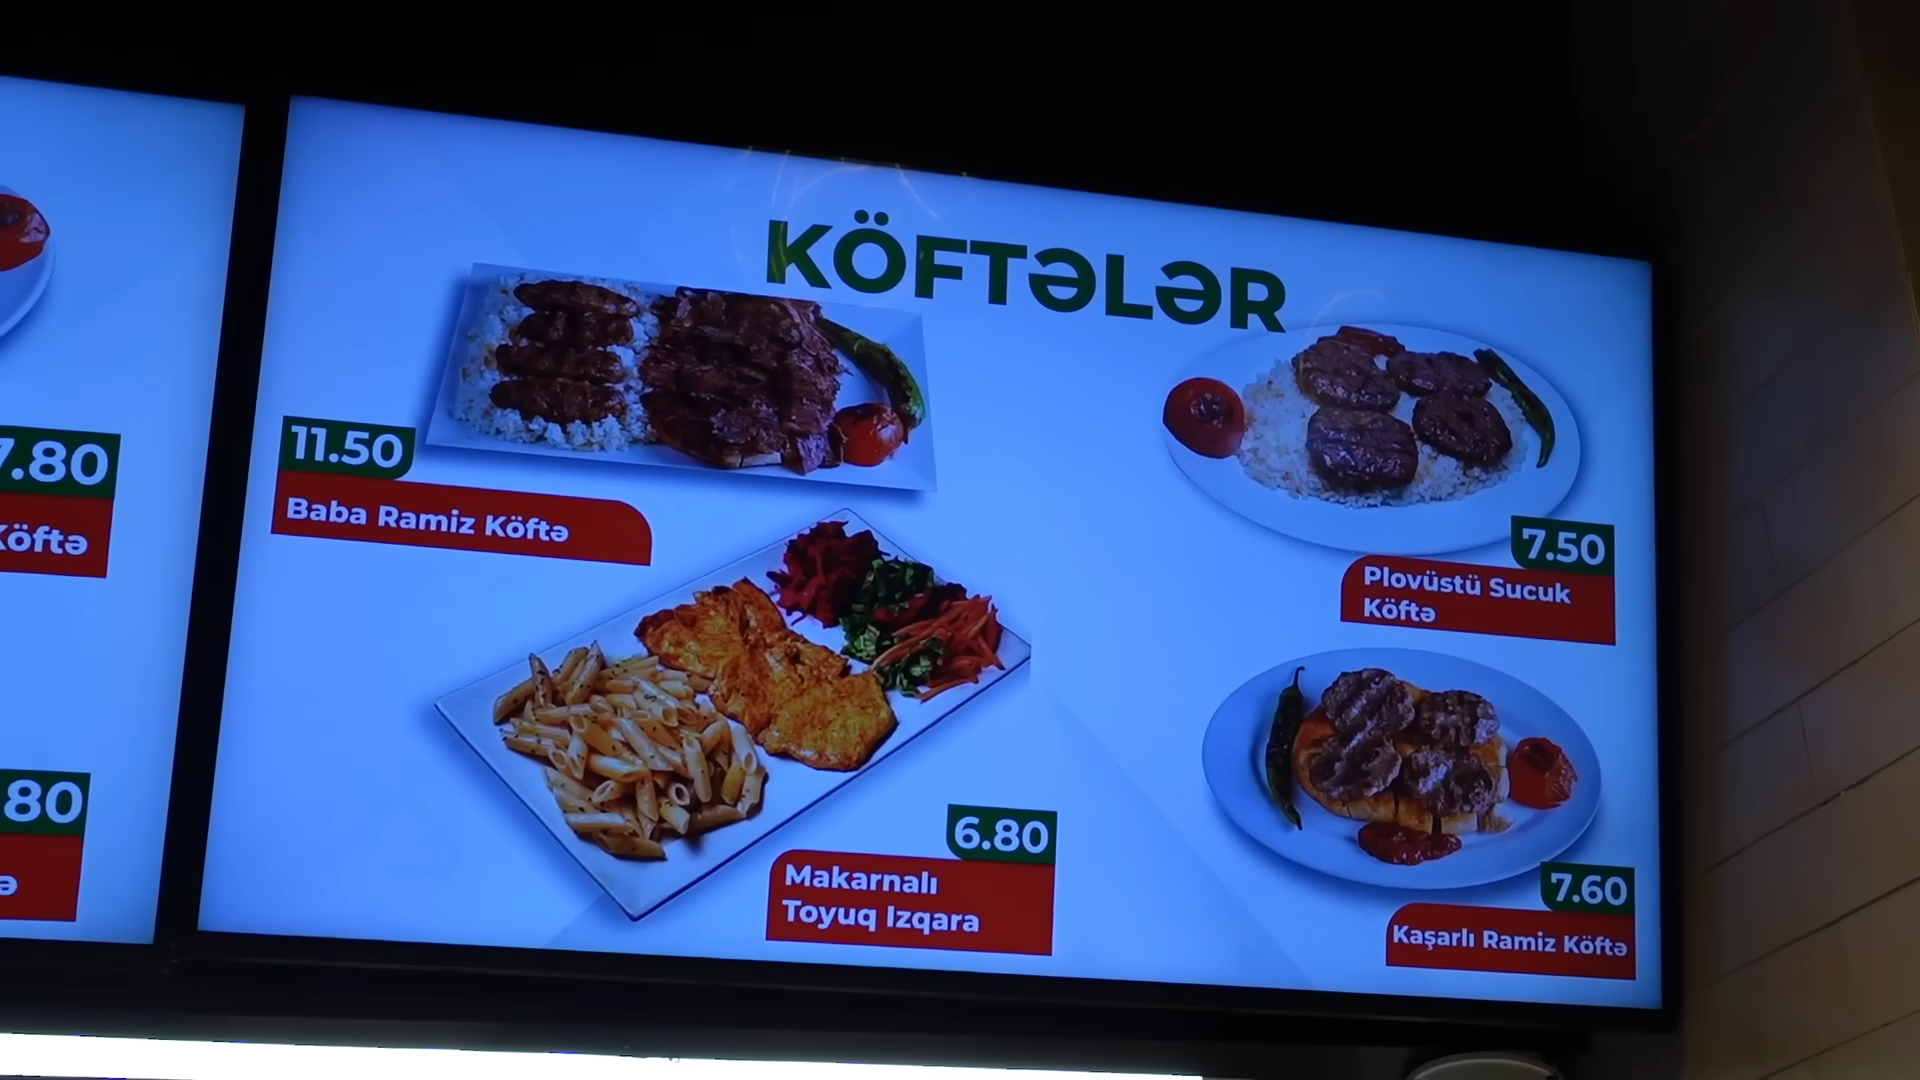 KÖFTƏLƏR
11.50
Baba Ramiz Köftə
7.50
Plovüstü Sucuk
Köftə
6.80
Makarnalı
Toyuq Izqara
7.60
Kaşarlı Ramiz Köftə
7.80
Köftə
80